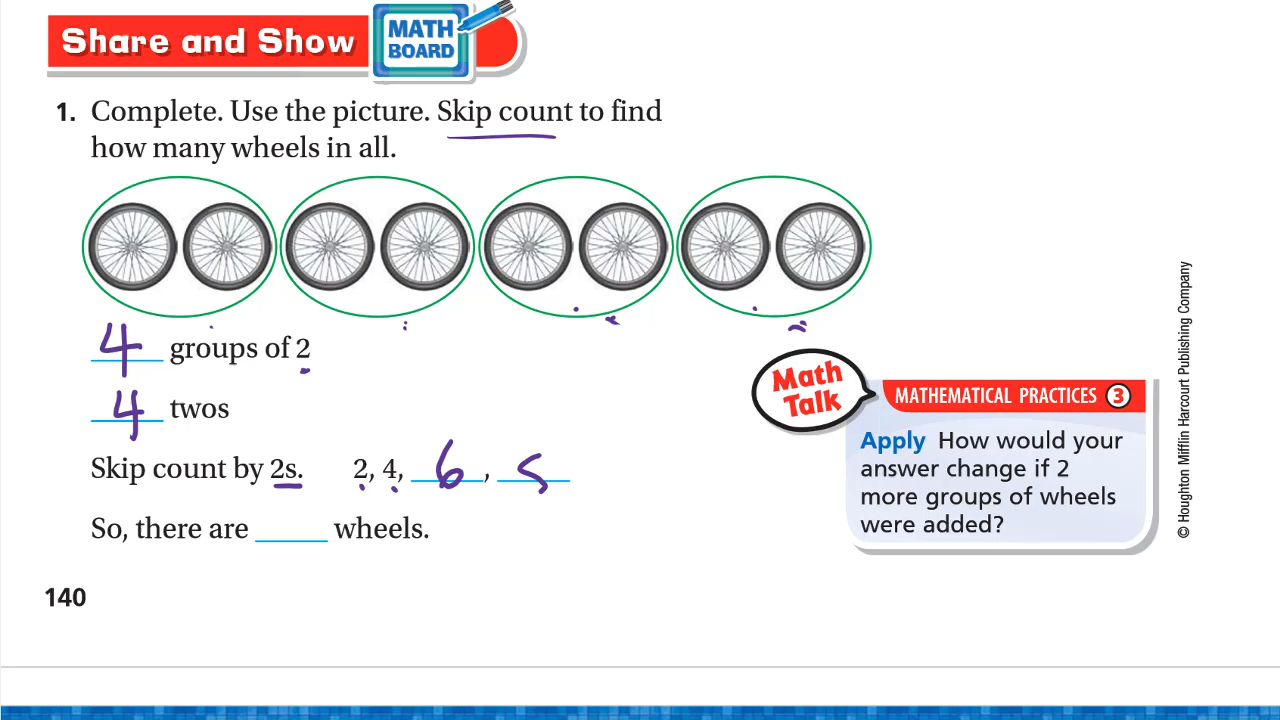 Share and Show
MATH
BOARD
1. Complete. Use the picture. Skip count to find
how many wheels in all.
4 groups of 2
4 twos
Skip count by 2s. 2, 4, 6,
So, there are ____ wheels.
Math
Talk
MATHEMATICAL PRACTICES 3
Apply How would your
answer change if 2
more groups of wheels
were added?
© Houghton Mifflin Harcourt Publishing Company
140